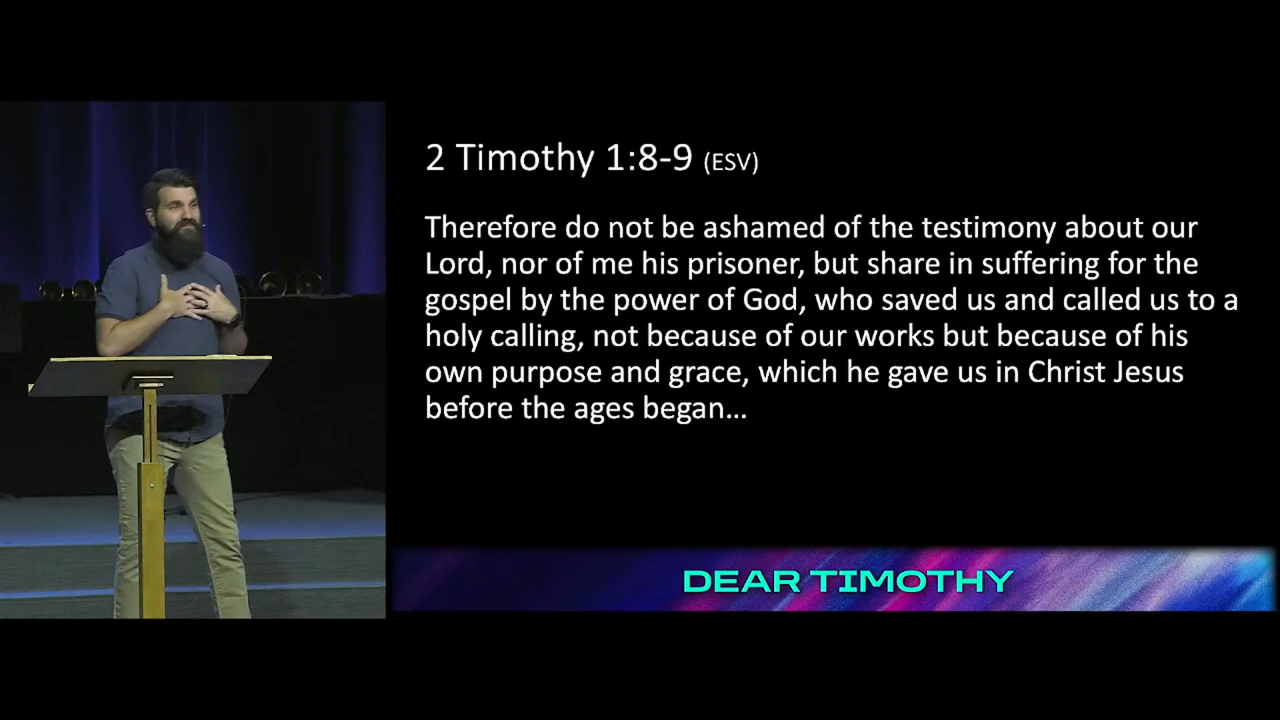 2 Timothy 1:8-9 (ESV)
Therefore do not be ashamed of the testimony about our
Lord, nor of me his prisoner, but share in suffering for the
gospel by the power of God, who saved us and called us to a
holy calling, not because of our works but because of his
own purpose and grace, which he gave us in Christ Jesus
before the ages began...
DEAR TIMOTHY